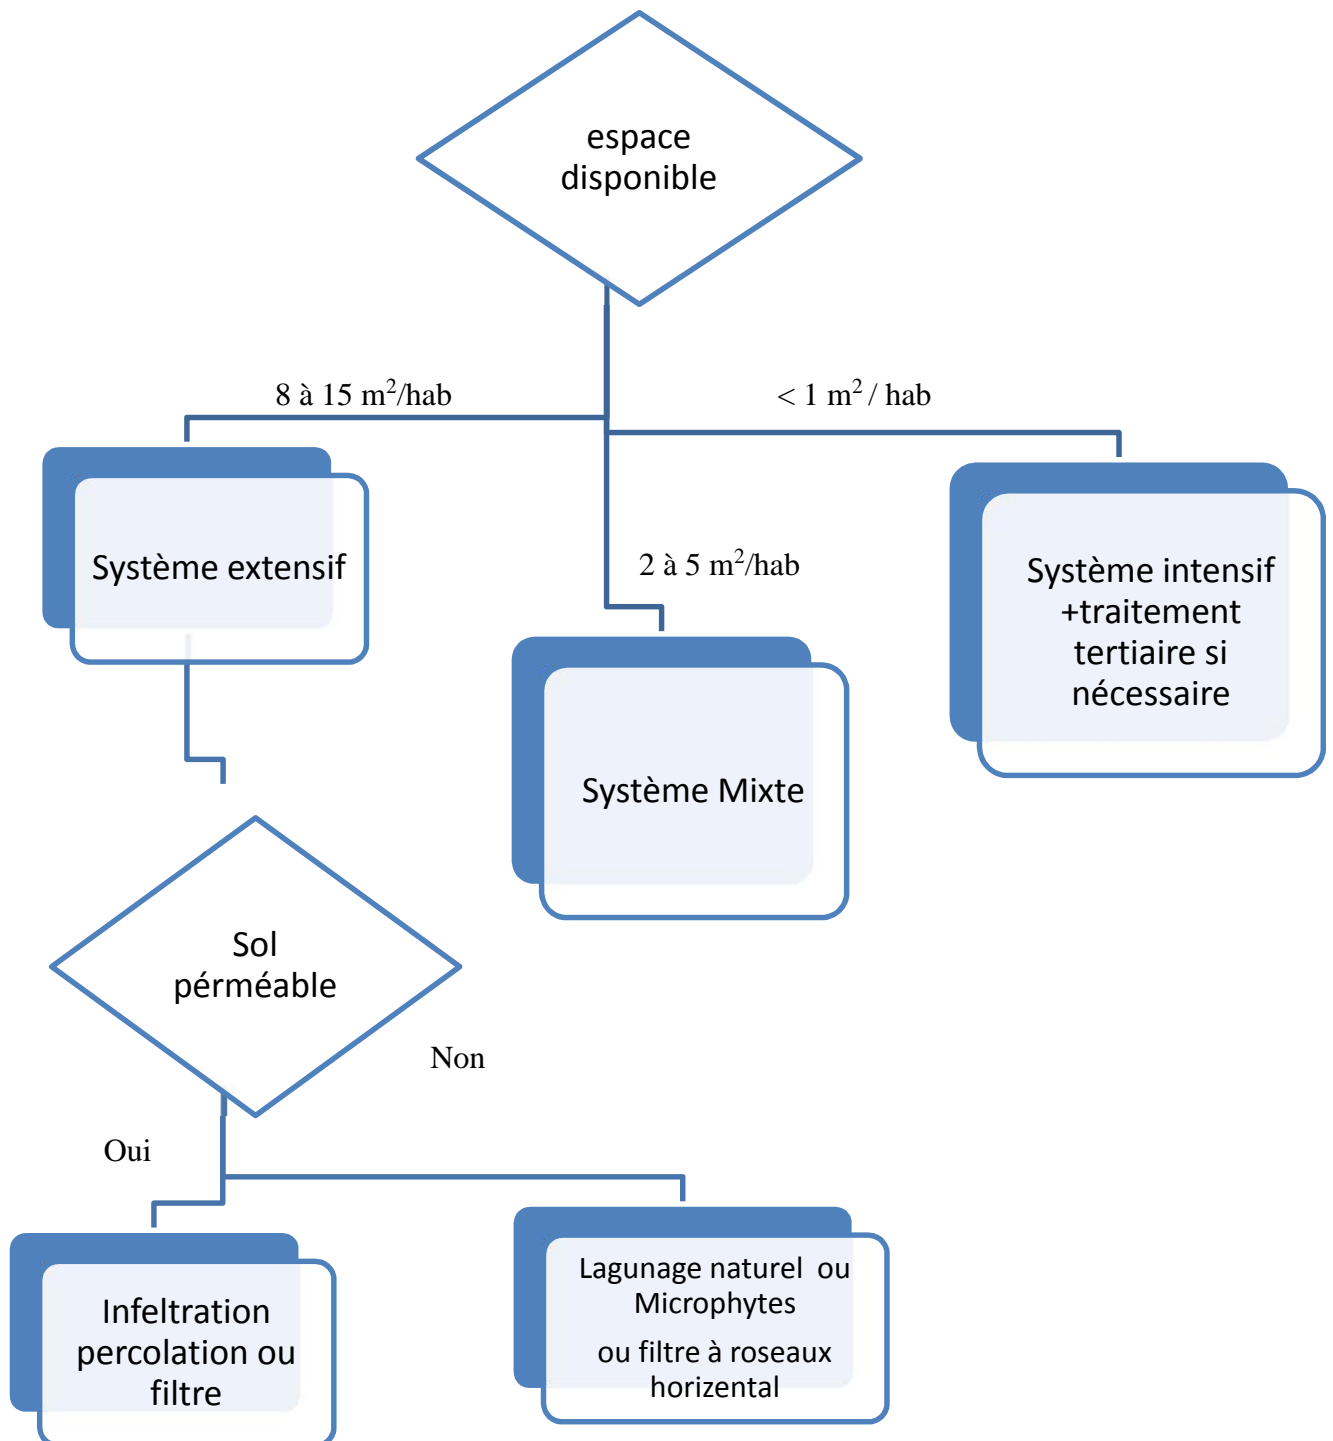 espace
disponible
8 à 15 m²/hab
< 1 m² / hab
Système extensif
2 à 5 m²/hab
Système intensif
+traitement
tertiaire si
nécessaire
Système Mixte
Sol
pérméable
Non
Oui
Infeltration
percolation ou
filtre
Lagunage naturel ou
Microphytes
ou filtre à roseaux
horizental